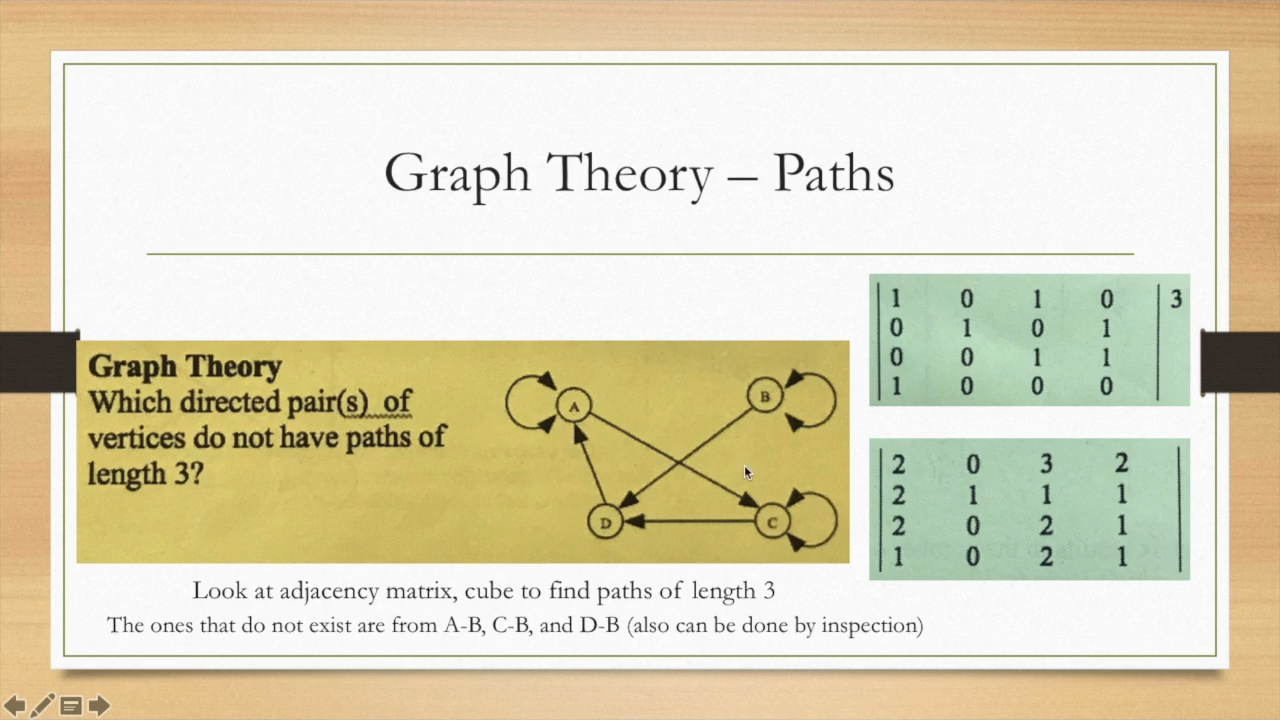 Graph Theory – Paths
Graph Theory
Which directed pair(s) of
vertices do not have paths of
length 3?
A
B
D
C
1 0 1 0 3
0 1 0 1
0 0 1 1
1 0 0 0
2 0 3 2
2 1 1 1
2 0 2 1
1 0 2 1
Look at adjacency matrix, cube to find paths of length 3
The ones that do not exist are from A-B, C-B, and D-B (also can be done by inspection)